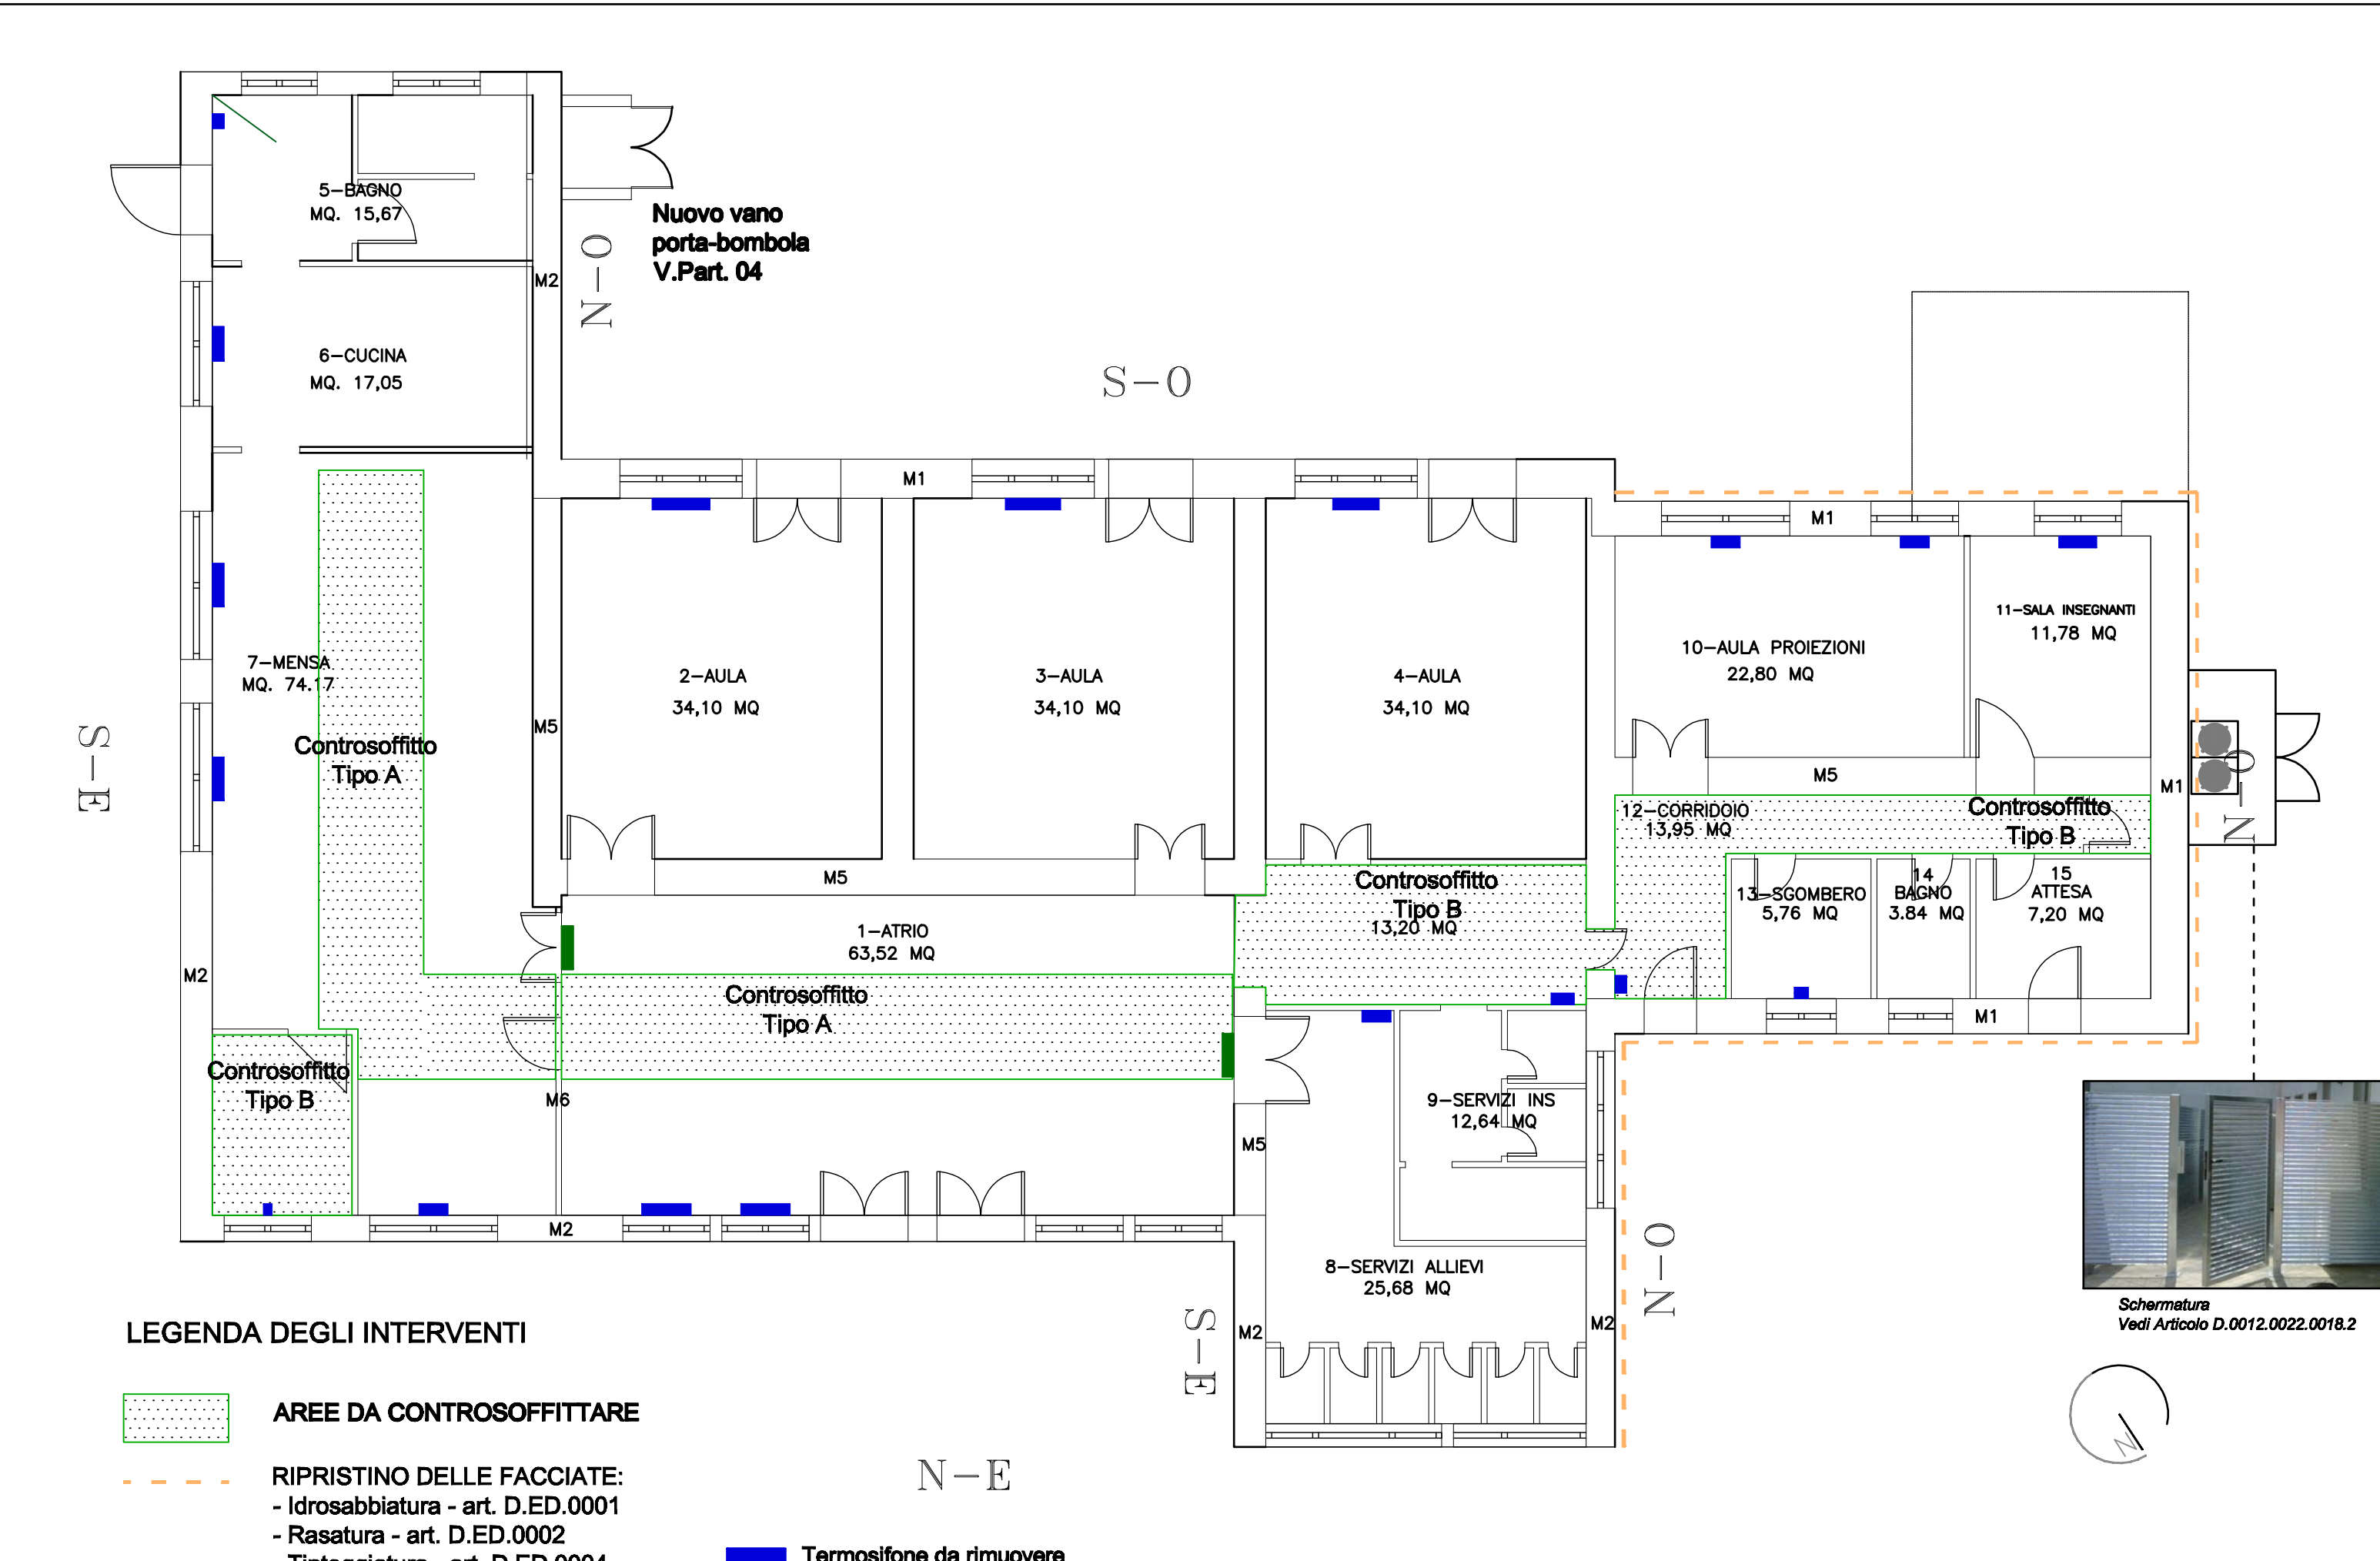 5-BAGNO
MQ. 15,67
Nuovo vano
porta-bombola
V.Part. 04
N-O
M2
6-CUCINA
MQ. 17,05
S-O
M1
M1
11-SALA INSEGNANTI
11,78 MQ
10-AULA PROIEZIONI
22,80 MQ
7-MENSA
MQ. 74.17
2-AULA
34,10 MQ
3-AULA
34,10 MQ
4-AULA
34,10 MQ
M5
S-E
Controsoffitto
Tipo A
M5
M1
N-O
12-CORRIDOIO
13,95 MQ
Controsoffitto
Tipo B
M5
Controsoffitto
Tipo B
13,20 MQ
13-SGOMBERO
5,76 MQ
14
BAGNO
3.84 MQ
15
ATTESA
7,20 MQ
1-ATRIO
63,52 MQ
M2
Controsoffitto
Tipo A
M1
Controsoffitto
Tipo B
M6
9-SERVIZI INS
12,64 MQ
M5
M2
8-SERVIZI ALLIEVI
25,68 MQ
N-O
S-E
M2
M2
Schermatura
Vedi Articolo D.0012.0022.0018.2
N
LEGENDA DEGLI INTERVENTI
AREE DA CONTROSOFFITTARE
N-E
RIPRISTINO DELLE FACCIATE:
- Idrosabbiatura - art. D.ED.0001
- Rasatura - art. D.ED.0002
- Tinteggiatura - art. D.ED.0004
Termosifone da rimuovere